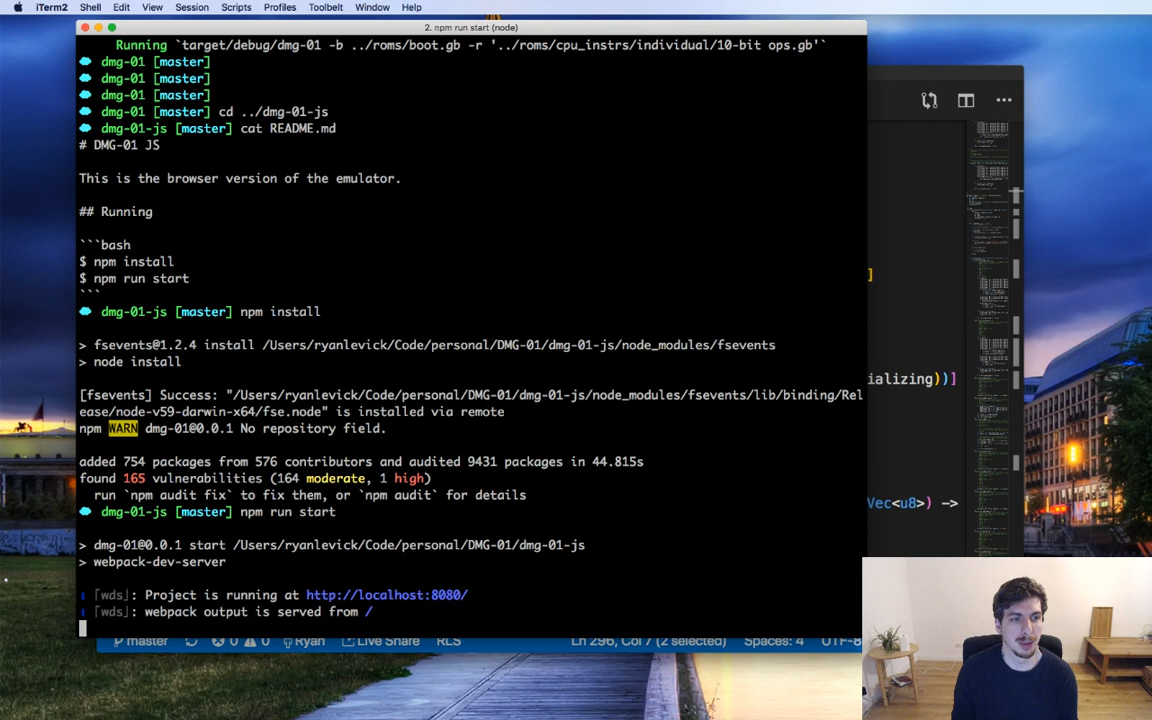 iTerm2 Shell Edit View Session Scripts Profiles Toolbelt Window Help
2. npm run start (node)
Running `target/debug/dmg-01 -b ../roms/boot.gb -r '../roms/cpu_instrs/individual/10-bit ops.gb'`
dmg-01 [master]
dmg-01 [master]
dmg-01 [master]
dmg-01 [master] cd ../dmg-01-js
dmg-01-js [master] cat README.md
# DMG-01 JS
This is the browser version of the emulator.
## Running
```bash
$ npm install
$ npm run start
```
dmg-01-js [master] npm install
> fsevents@1.2.4 install /Users/ryanlevick/Code/personal/DMG-01/dmg-01-js/node_modules/fsevents
> node install
[fsevents] Success: "/Users/ryanlevick/Code/personal/DMG-01/dmg-01-js/node_modules/fsevents/lib/binding/Rel
ease/node-v59-darwin-x64/fse.node" is installed via remote
npm WARN dmg-01@0.0.1 No repository field.
added 754 packages from 576 contributors and audited 9431 packages in 44.815s
found 165 vulnerabilities (164 moderate, 1 high)
run `npm audit fix` to fix them, or `npm audit` for details
dmg-01-js [master] npm run start
> dmg-01@0.0.1 start /Users/ryanlevick/Code/personal/DMG-01/dmg-01-js
> webpack-dev-server
｢wds｣: Project is running at http://localhost:8080/
｢wds｣: webpack output is served from /
]
ializing))]
Vec<u8>) ->
master 0 0 Ryan Live Share RLS Ln 296, Col 7 (2 selected) Spaces: 4 UTF-8